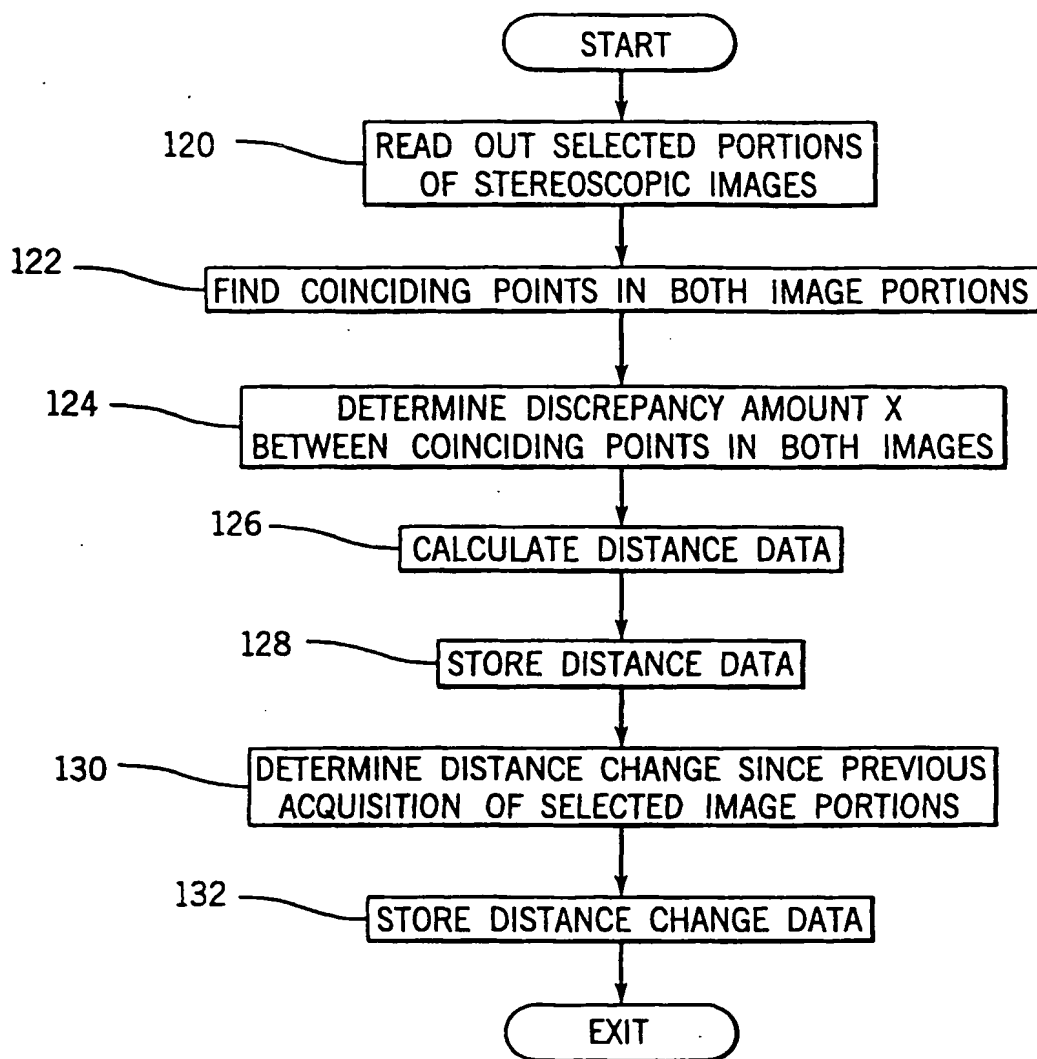 START
120
READ OUT SELECTED PORTIONS
OF STEREOSCOPIC IMAGES
122
FIND COINCIDING POINTS IN BOTH IMAGE PORTIONS
124
DETERMINE DISCREPANCY AMOUNT X
BETWEEN COINCIDING POINTS IN BOTH IMAGES
126
CALCULATE DISTANCE DATA
128
STORE DISTANCE DATA
130
DETERMINE DISTANCE CHANGE SINCE PREVIOUS
ACQUISITION OF SELECTED IMAGE PORTIONS
132
STORE DISTANCE CHANGE DATA
EXIT